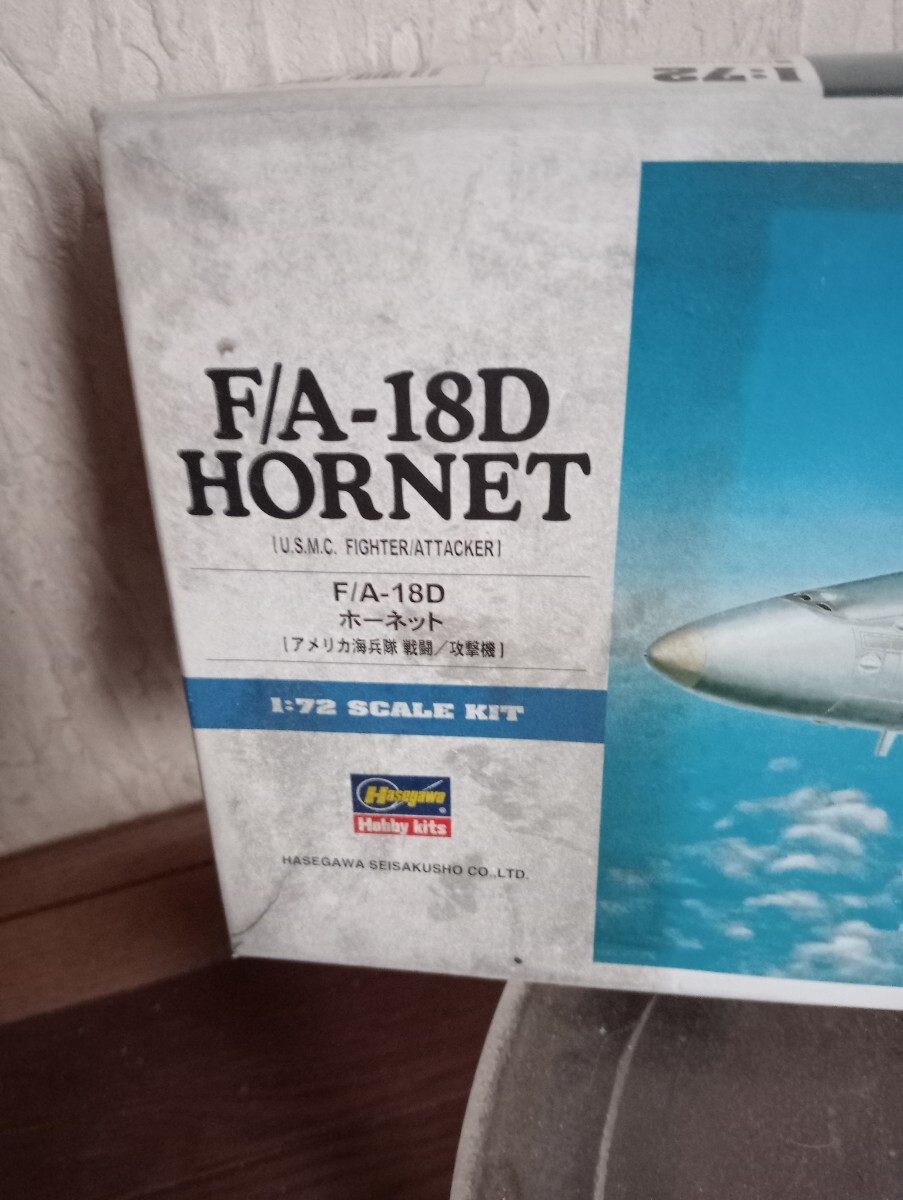 1:72
F/A-18D
HORNET
[U.S.M.C. FIGHTER/ATTACKER]
F/A-18D
ホーネット
[アメリカ海兵隊 戦闘/攻撃機]
1:72 SCALE KIT
Hasegawa
Hobby kits
HASEGAWA SEISAKUSHO CO.,LTD.